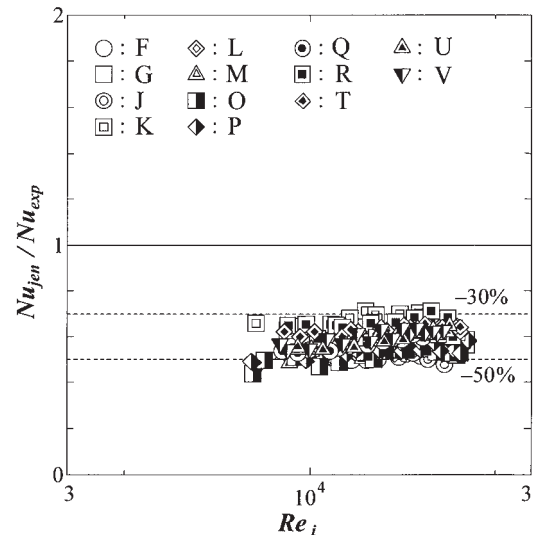 2
○ : F ◇ : L ◉ : Q △ : U
□ : G △ : M ▣ : R ▽ : V
◎ : J ◨ : O ◈ : T
▣ : K ◆ : P
Nu_jen / Nu_exp
1
−30%
−50%
0
3 10^4 3
Re_i